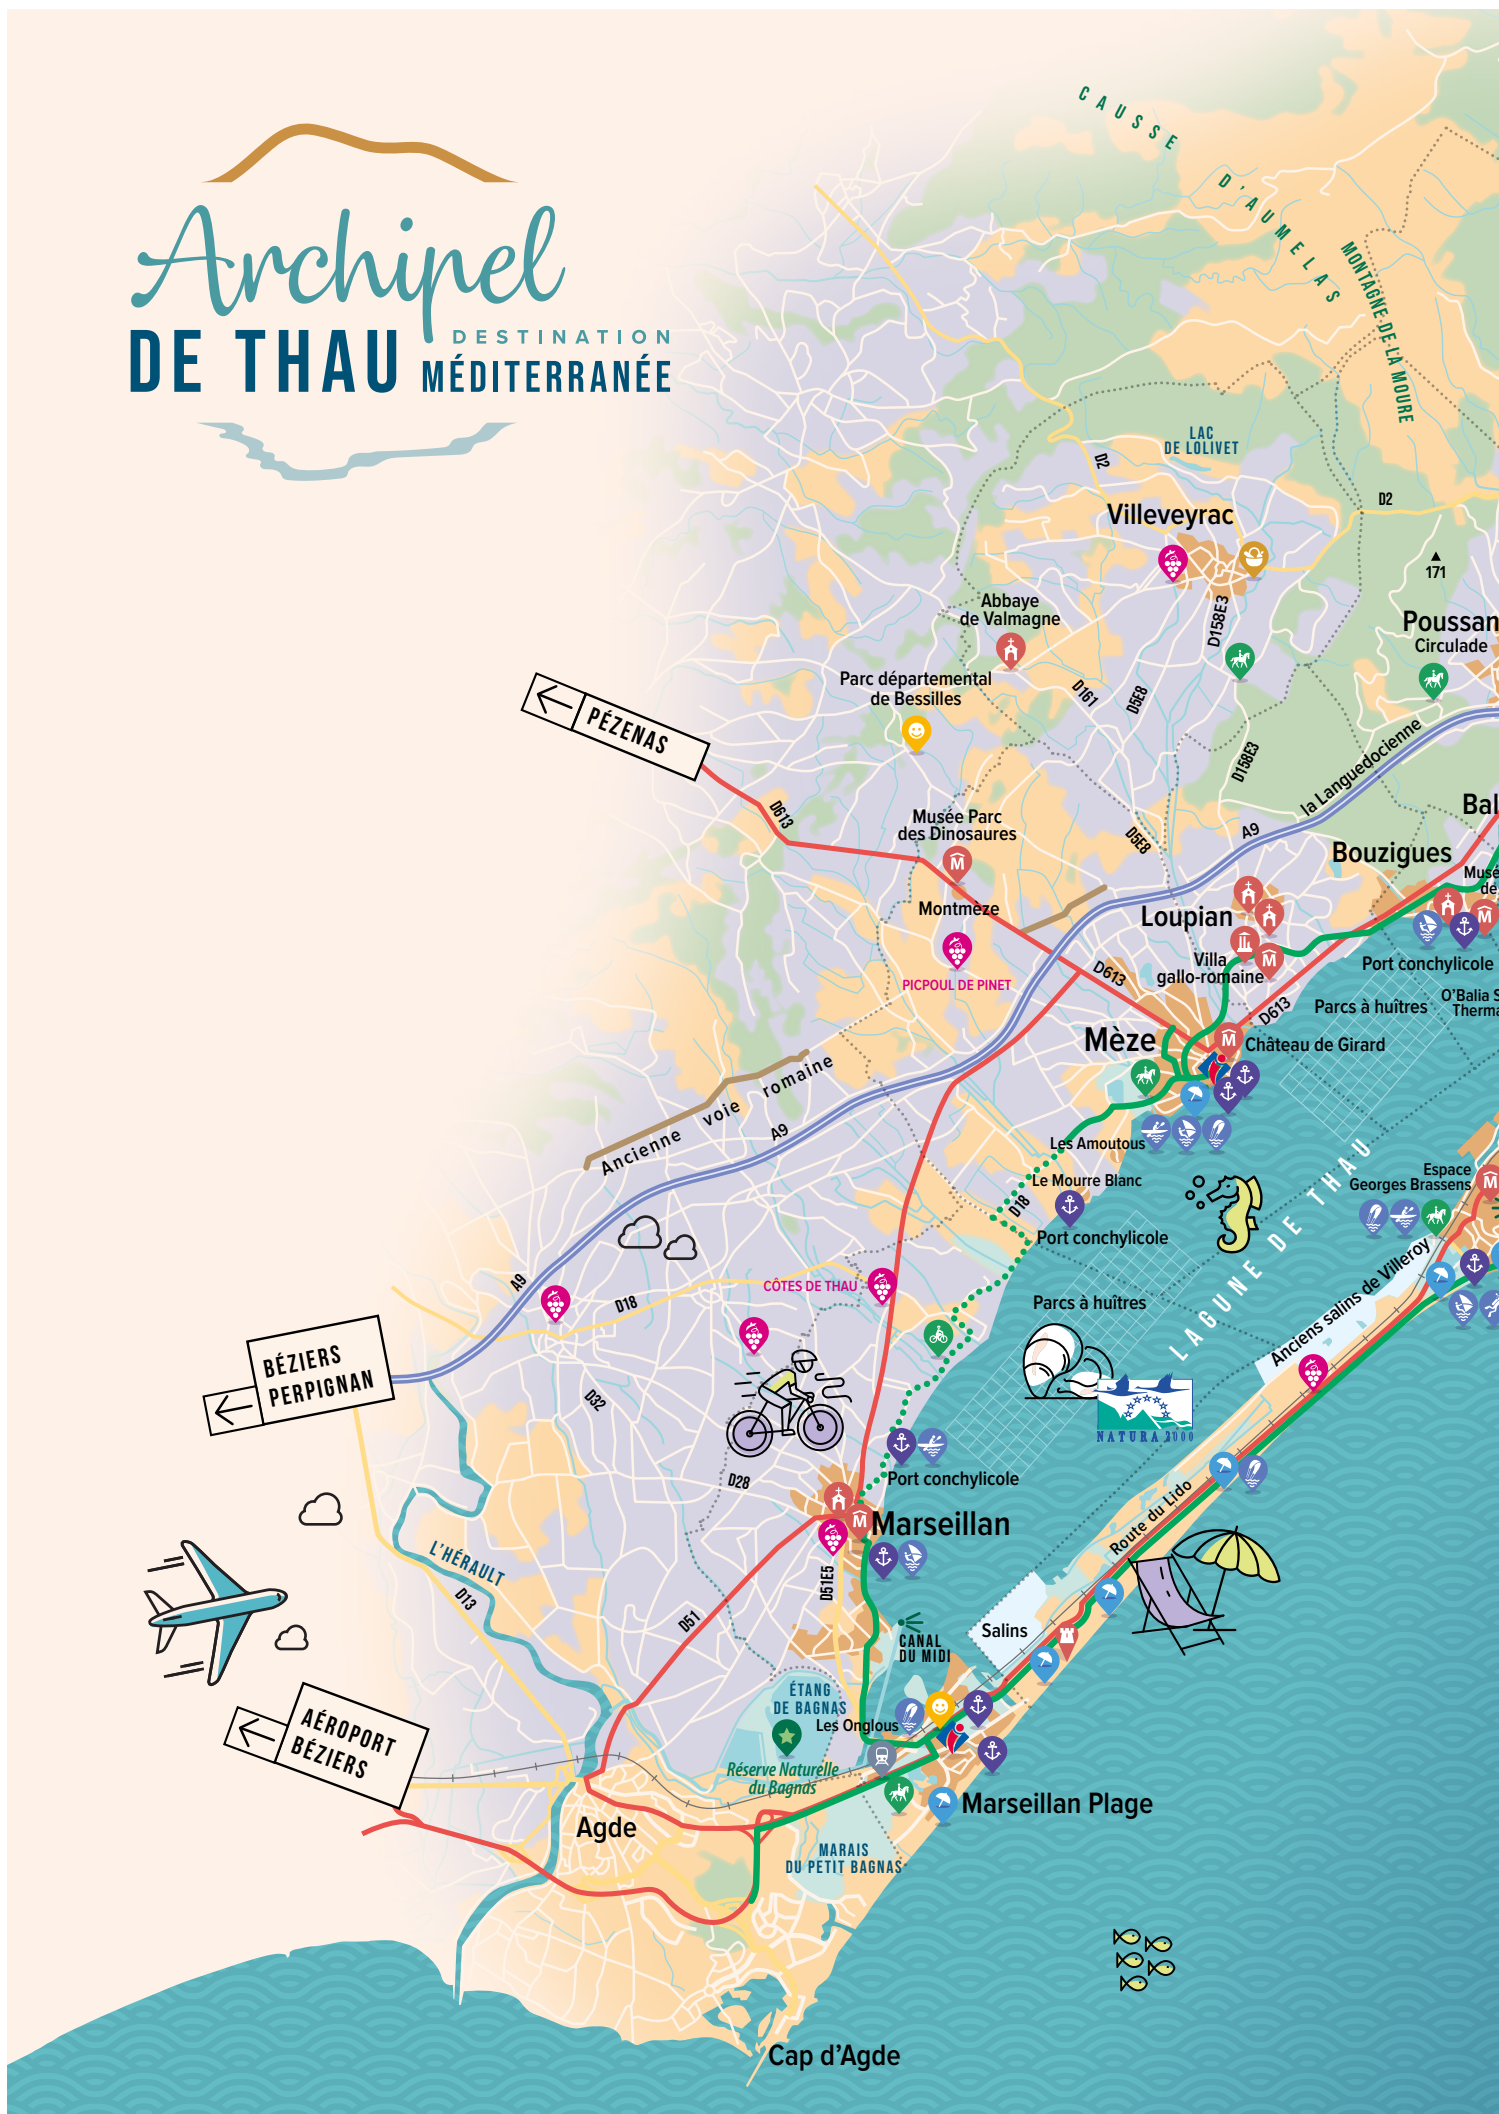 Archipel
DE THAU
DESTINATION
MÉDITERRANÉE
CAUSSE
D'AUMELAS
MONTAGNE DE LA MOURE
LAC
DE LOLIVET
D2
D2
Villeveyrac
171
Abbaye
de Valmagne
D158E3
Poussan
Circulade
Parc départemental
de Bessilles
D161
D5E8
PÉZENAS
D158E3
la Languedocienne
D613
Musée Parc
des Dinosaures
D5E8
A9
Bal
Bouzigues
Musé
de
Montmèze
Loupian
Villa
gallo-romaine
Port conchylicole
PICPOUL DE PINET
D613
D613
Parcs à huîtres
O'Balia S
Therma
Mèze
Château de Girard
Ancienne voie romaine
A9
Les Amoutous
Le Mourre Blanc
D18
Port conchylicole
LAGUNE DE THAU
Espace
Georges Brassens
A9
D18
CÔTES DE THAU
Parcs à huîtres
Anciens salins de Villeroy
BÉZIERS
PERPIGNAN
D32
NATURA 2000
D28
Port conchylicole
Marseillan
Route du Lido
L'HÉRAULT
D13
D51E5
D51
CANAL
DU MIDI
Salins
ÉTANG
DE BAGNAS
Les Onglous
AÉROPORT
BÉZIERS
Réserve Naturelle
du Bagnas
Marseillan Plage
Agde
MARAIS
DU PETIT BAGNAS
Cap d'Agde